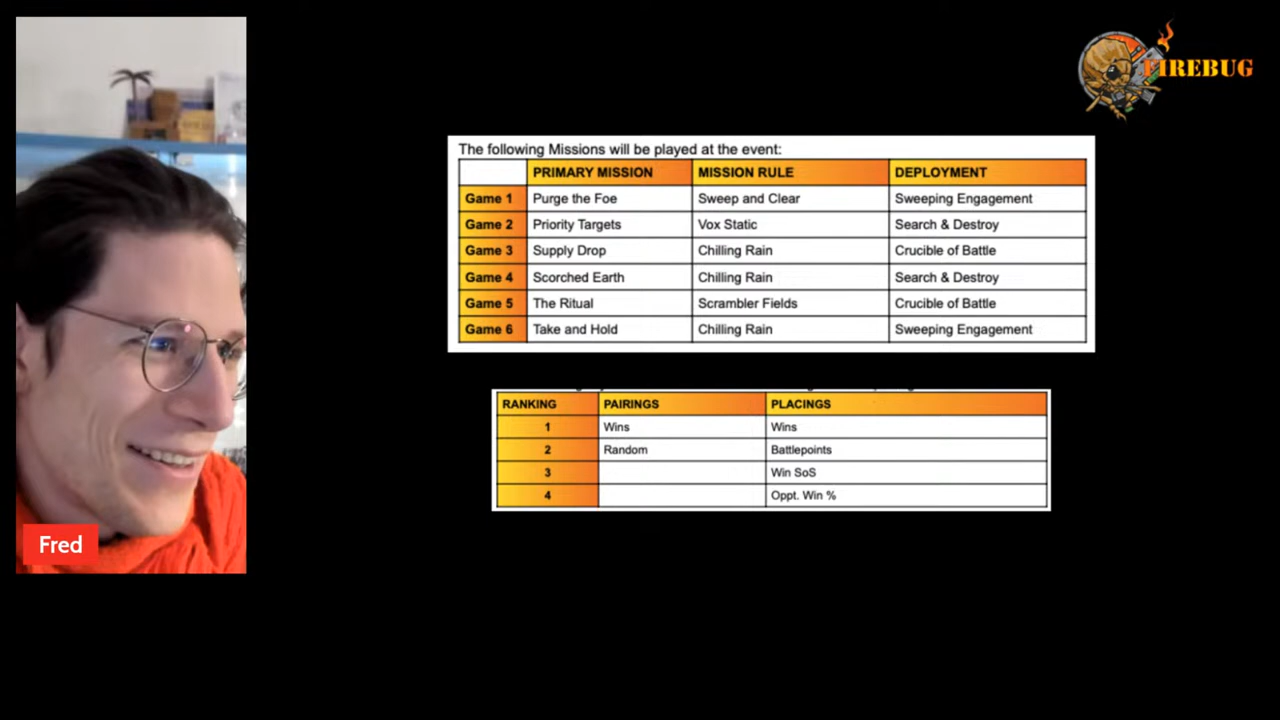 FIREBUG
The following Missions will be played at the event:
PRIMARY MISSION MISSION RULE DEPLOYMENT
Game 1 Purge the Foe Sweep and Clear Sweeping Engagement
Game 2 Priority Targets Vox Static Search & Destroy
Game 3 Supply Drop Chilling Rain Crucible of Battle
Game 4 Scorched Earth Chilling Rain Search & Destroy
Game 5 The Ritual Scrambler Fields Crucible of Battle
Game 6 Take and Hold Chilling Rain Sweeping Engagement
RANKING PAIRINGS PLACINGS
1 Wins Wins
2 Random Battlepoints
3 Win SoS
4 Oppt. Win %
Fred